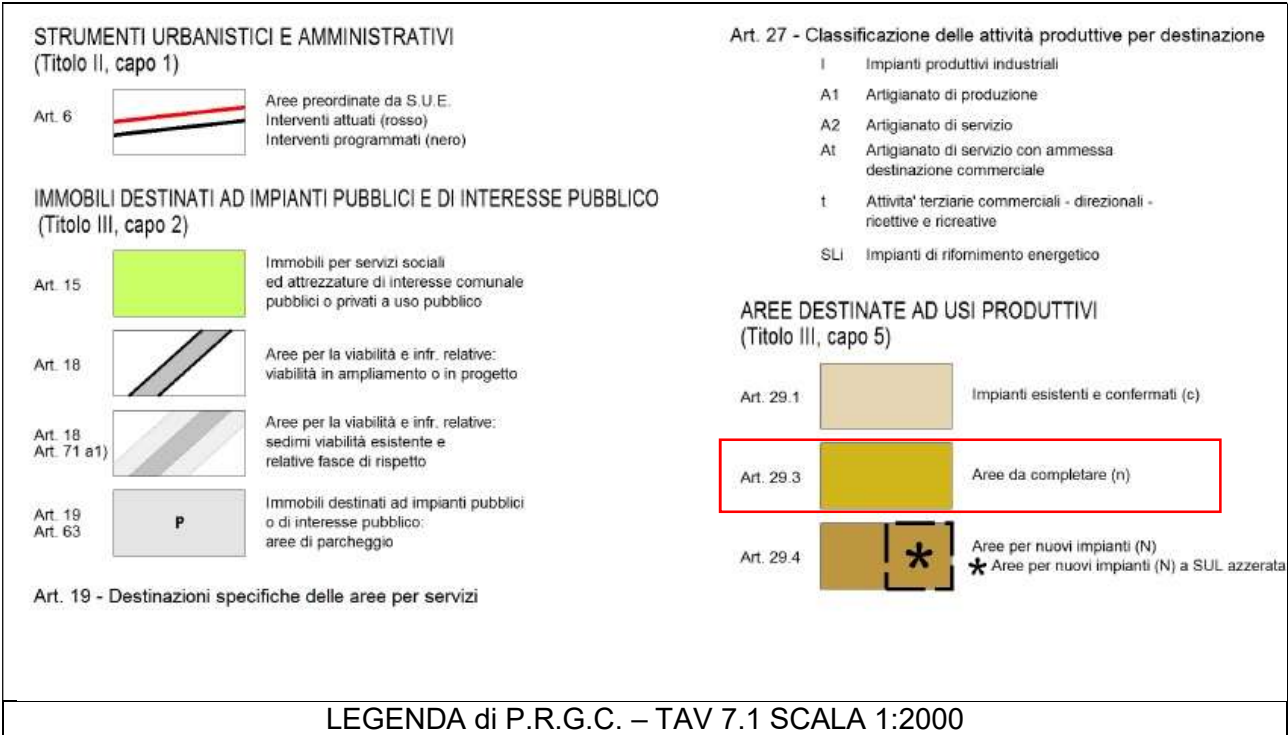 STRUMENTI URBANISTICI E AMMINISTRATIVI
(Titolo II, capo 1)
Art. 6
Aree preordinate da S.U.E.
Interventi attuati (rosso)
Interventi programmati (nero)
IMMOBILI DESTINATI AD IMPIANTI PUBBLICI E DI INTERESSE PUBBLICO
(Titolo III, capo 2)
Art. 15
Immobili per servizi sociali
ed attrezzature di interesse comunale
pubblici o privati a uso pubblico
Art. 18
Aree per la viabilità e infr. relative:
viabilità in ampliamento o in progetto
Art. 18
Art. 71 a1)
Aree per la viabilità e infr. relative:
sedimi viabilità esistente e
relative fasce di rispetto
Art. 19
Art. 63
P
Immobili destinati ad impianti pubblici
o di interesse pubblico:
aree di parcheggio
Art. 19 - Destinazioni specifiche delle aree per servizi
Art. 27 - Classificazione delle attività produttive per destinazione
I Impianti produttivi industriali
A1 Artigianato di produzione
A2 Artigianato di servizio
At Artigianato di servizio con ammessa
destinazione commerciale
t Attivita' terziarie commerciali - direzionali -
ricettive e ricreative
SLi Impianti di rifornimento energetico
AREE DESTINATE AD USI PRODUTTIVI
(Titolo III, capo 5)
Art. 29.1 Impianti esistenti e confermati (c)
Art. 29.3 Aree da completare (n)
Art. 29.4
Aree per nuovi impianti (N)
* Aree per nuovi impianti (N) a SUL azzerata
LEGENDA di P.R.G.C. – TAV 7.1 SCALA 1:2000